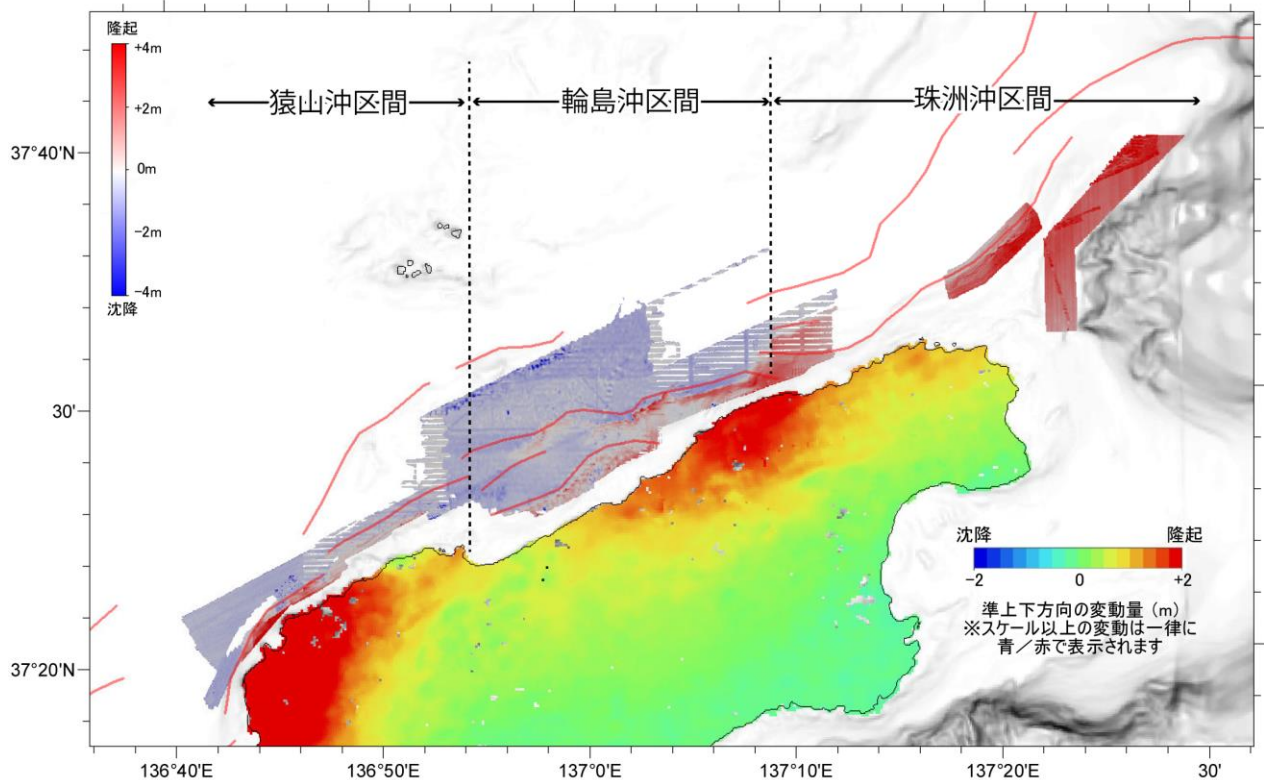 隆起
+4m
+2m
0m
−2m
−4m
沈降
猿山沖区間
輪島沖区間
珠洲沖区間
37°40'N
30'
37°20'N
沈降
隆起
-2
0
+2
準上下方向の変動量（m）
※スケール以上の変動は一律に
青／赤で表示されます
136°40'E
136°50'E
137°0'E
137°10'E
137°20'E
30'